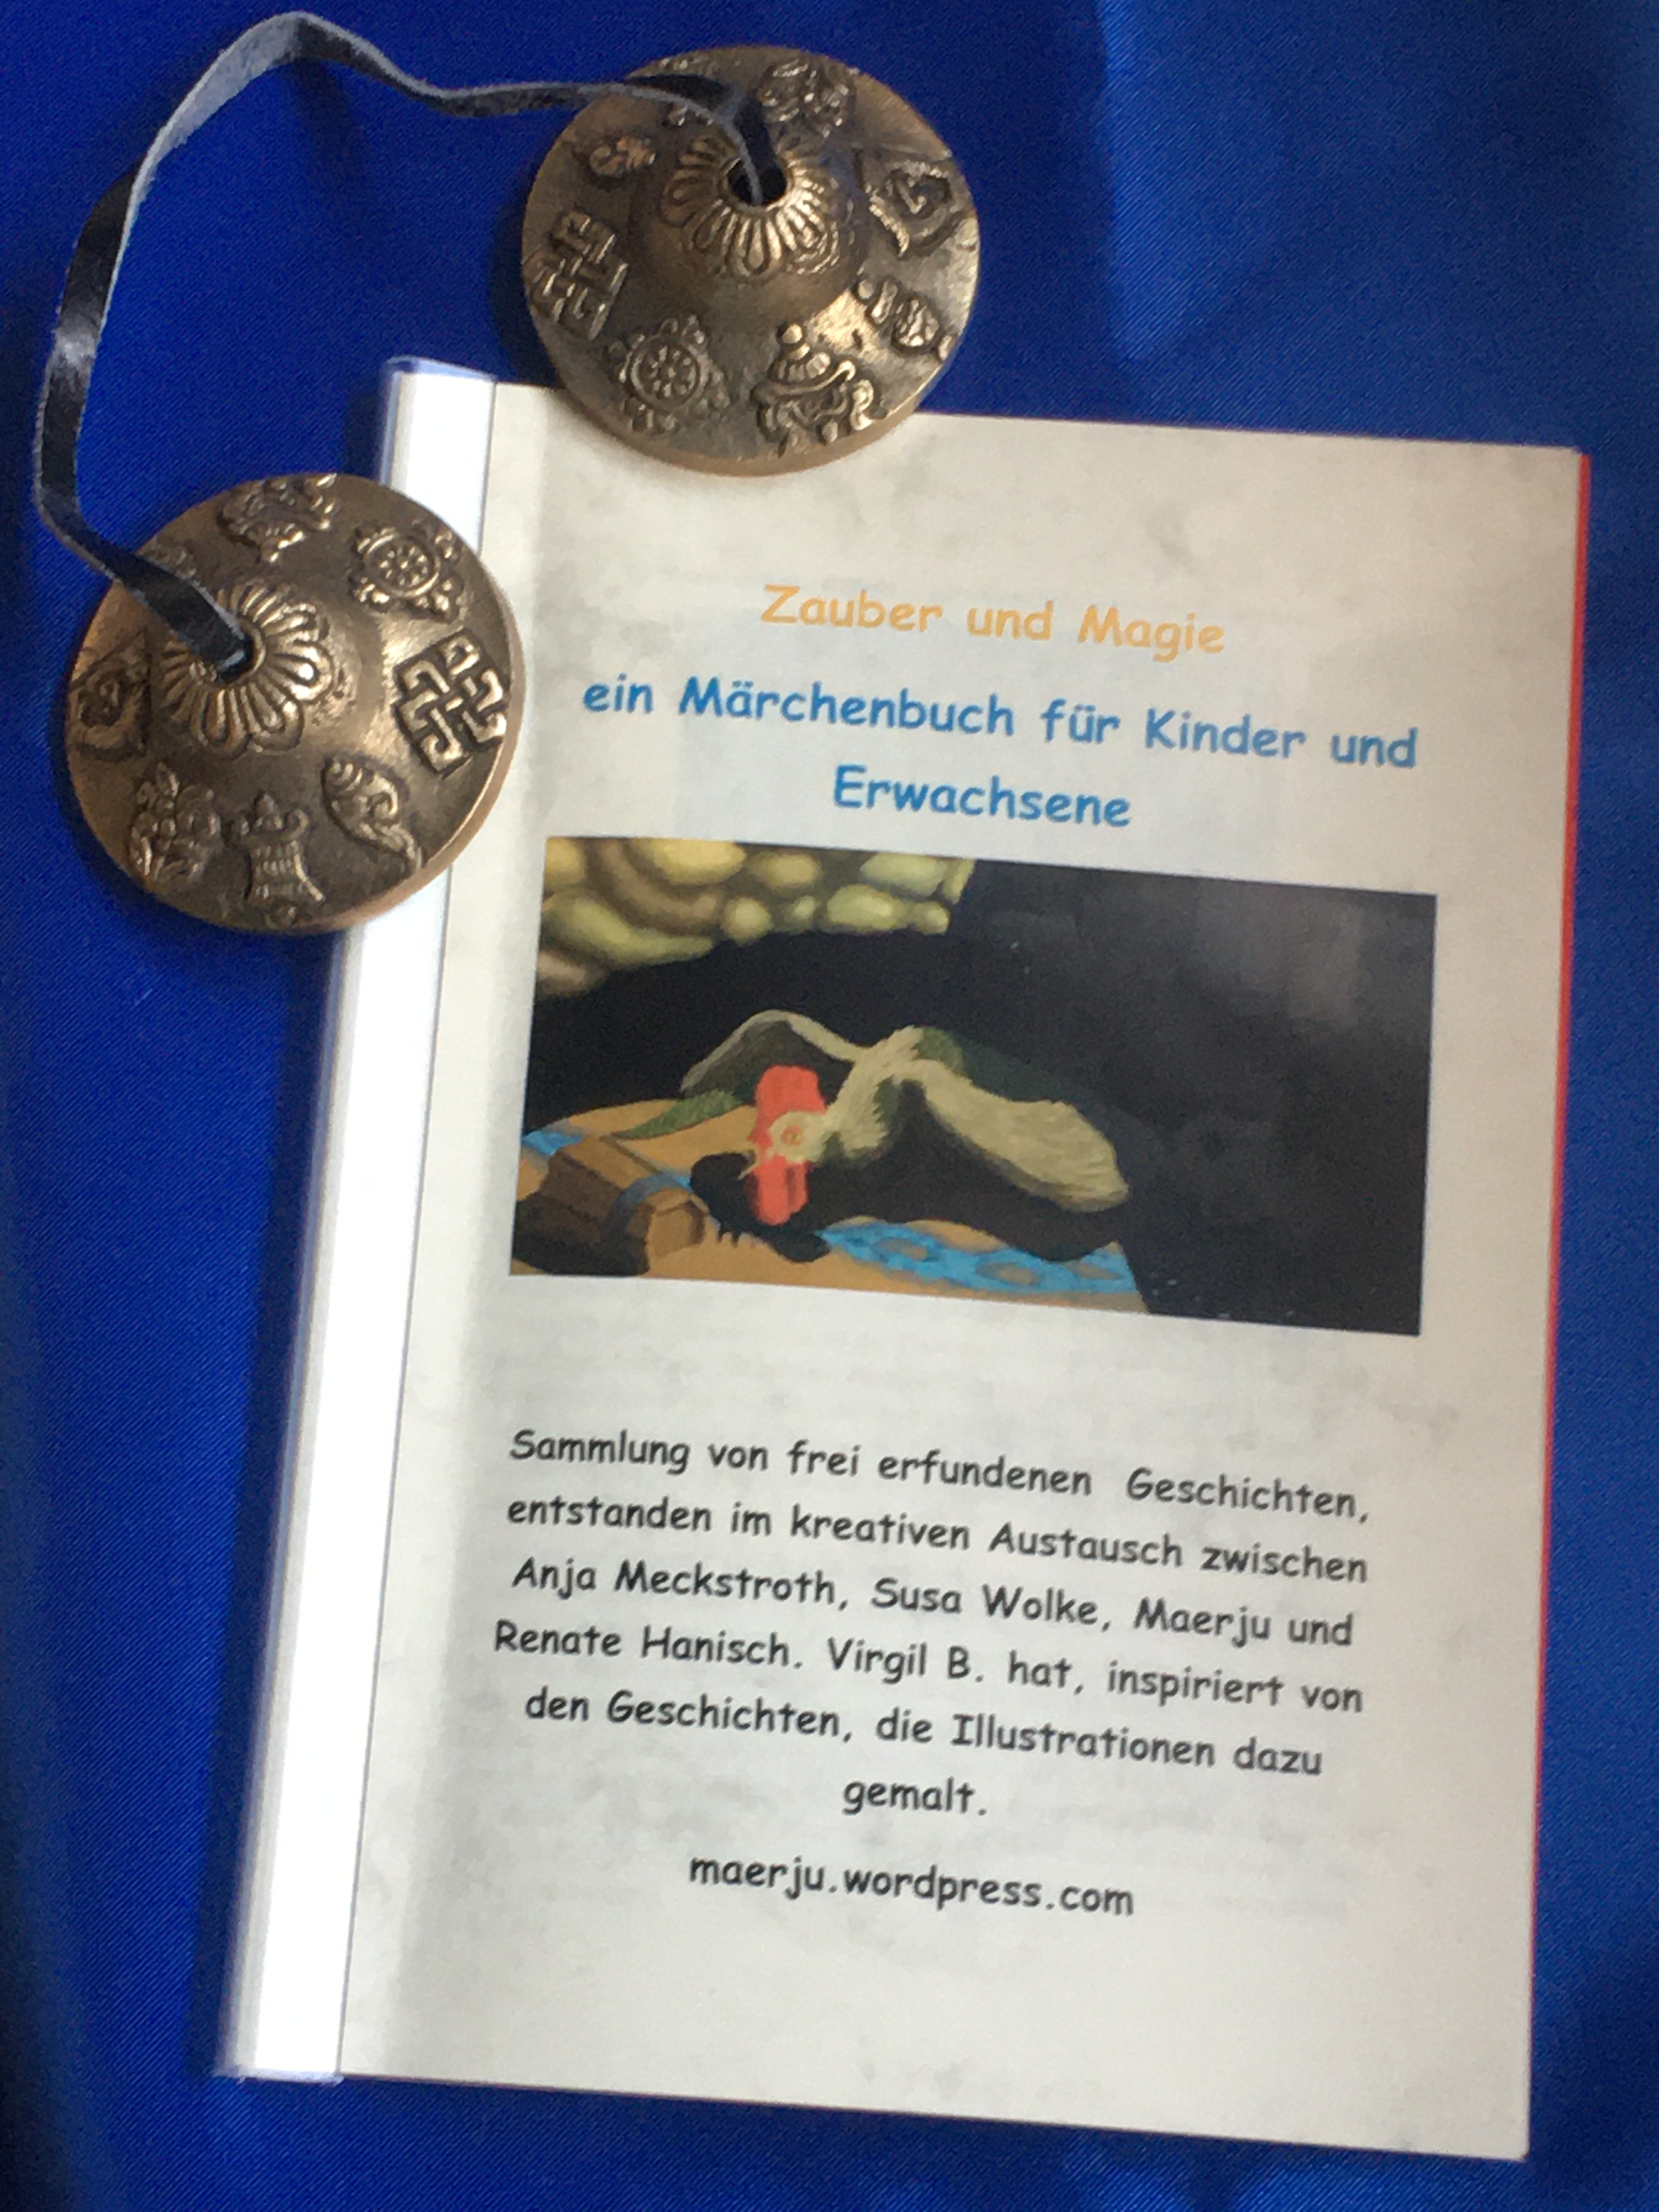 Zauber und Magie
ein Märchenbuch für Kinder und
Erwachsene
Sammlung von frei erfundenen Geschichten,
entstanden im kreativen Austausch zwischen
Anja Meckstroth, Susa Wolke, Maerju und
Renate Hanisch. Virgil B. hat, inspiriert von
den Geschichten, die Illustrationen dazu
gemalt.
maerju.wordpress.com